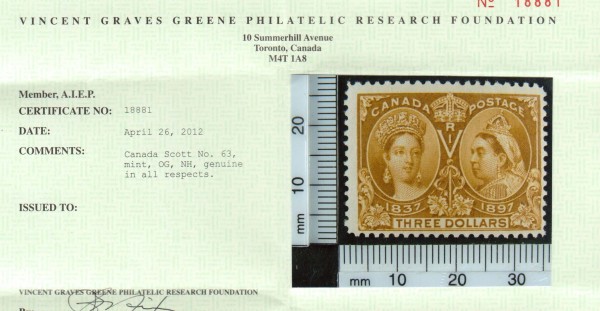 No 18881
VINCENT GRAVES GREENE PHILATELIC RESEARCH FOUNDATION
10 Summerhill Avenue
Toronto, Canada
M4T 1A8
Member, A.I.E.P.
CERTIFICATE NO: 18881
DATE: April 26, 2012
COMMENTS: Canada Scott No. 63,
mint, OG, NH, genuine
in all respects.
ISSUED TO:
VINCENT GRAVES GREENE PHILATELIC RESEARCH FOUNDATION
CANADA POSTAGE
V R
1837 1897
THREE DOLLARS
20
10
mm
mm 10 20 30